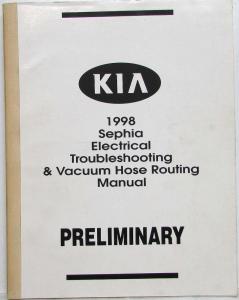 KIA
1998
Sephia
Electrical
Troubleshooting
& Vacuum Hose Routing
Manual
PRELIMINARY